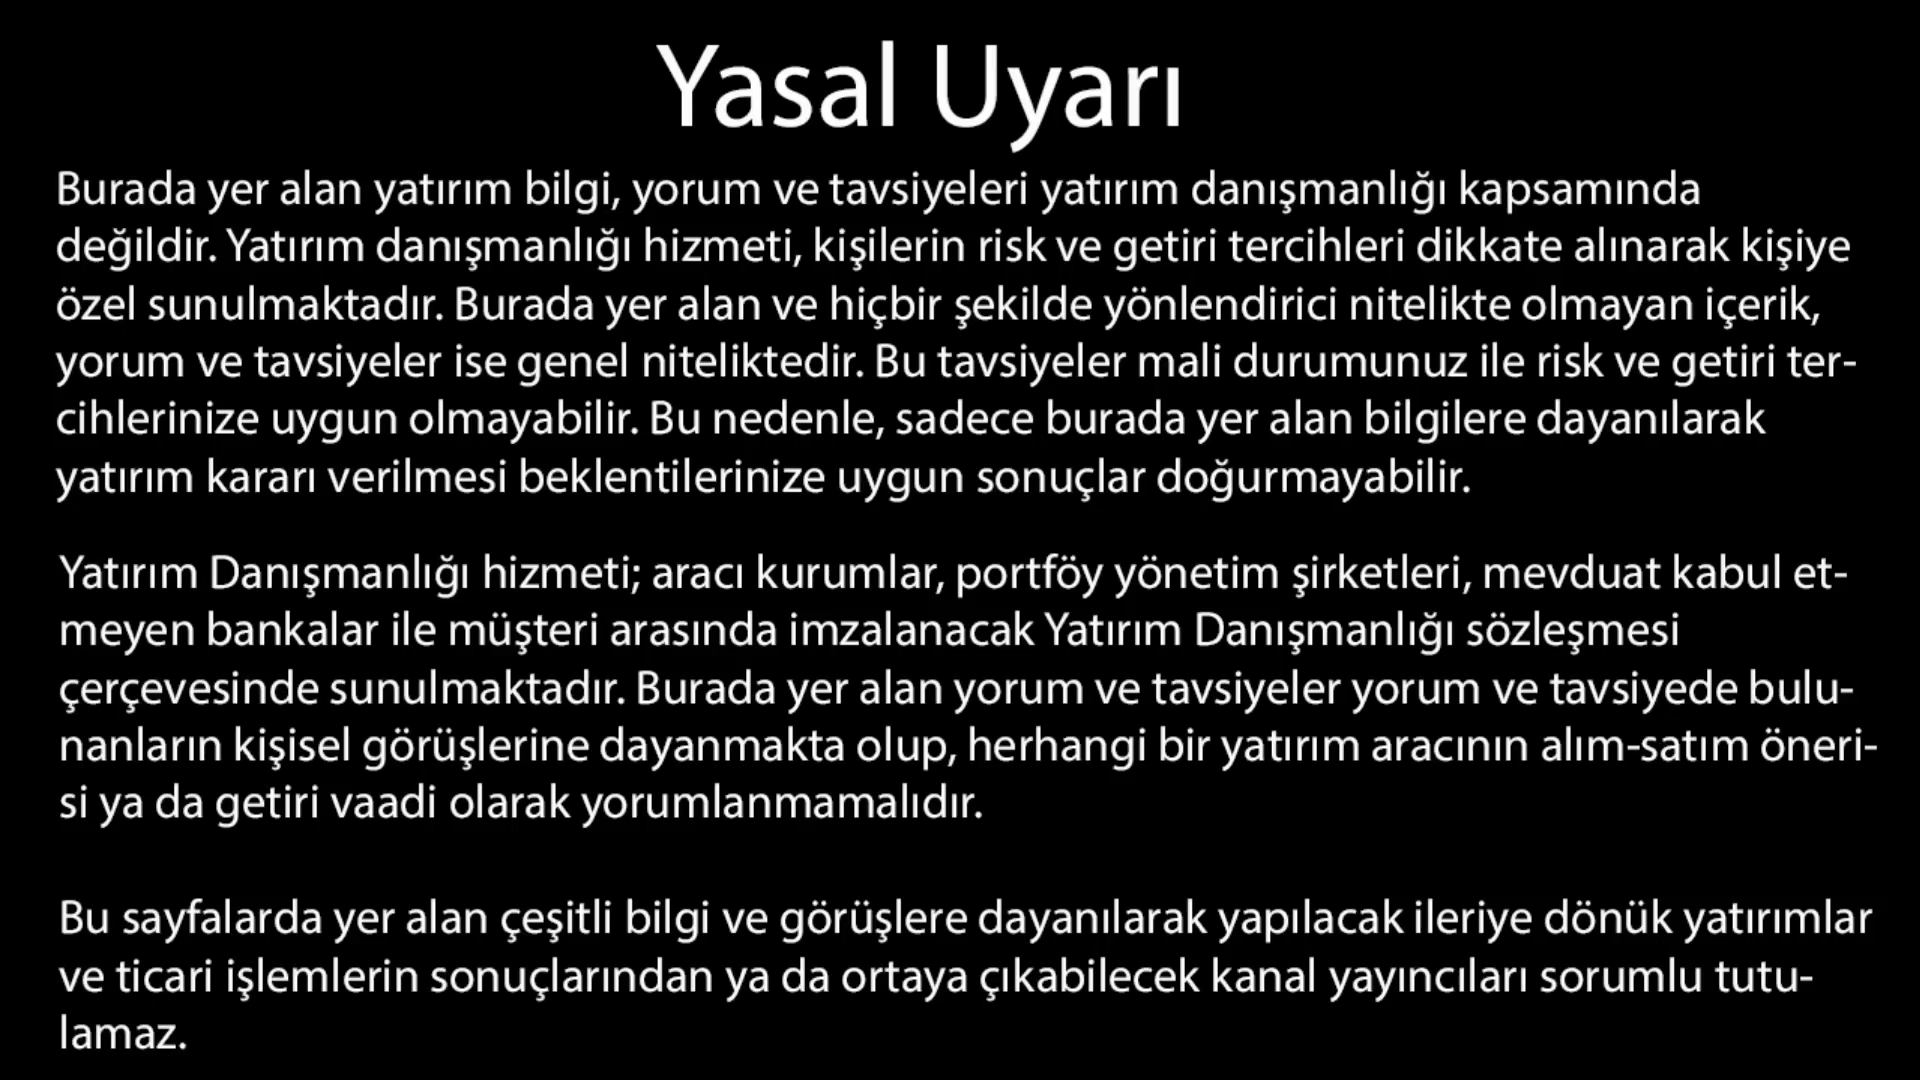 Yasal Uyarı
Burada yer alan yatırım bilgi, yorum ve tavsiyeleri yatırım danışmanlığı kapsamında
değildir. Yatırım danışmanlığı hizmeti, kişilerin risk ve getiri tercihleri dikkate alınarak kişiye
özel sunulmaktadır. Burada yer alan ve hiçbir şekilde yönlendirici nitelikte olmayan içerik,
yorum ve tavsiyeler ise genel niteliktedir. Bu tavsiyeler mali durumunuz ile risk ve getiri ter-
cihlerinize uygun olmayabilir. Bu nedenle, sadece burada yer alan bilgilere dayanılarak
yatırım kararı verilmesi beklentilerinize uygun sonuçlar doğurmayabilir.
Yatırım Danışmanlığı hizmeti; aracı kurumlar, portföy yönetim şirketleri, mevduat kabul et-
meyen bankalar ile müşteri arasında imzalanacak Yatırım Danışmanlığı sözleşmesi
çerçevesinde sunulmaktadır. Burada yer alan yorum ve tavsiyeler yorum ve tavsiyede bulu-
nanların kişisel görüşlerine dayanmakta olup, herhangi bir yatırım aracının alım-satım öneri-
si ya da getiri vaadi olarak yorumlanmamalıdır.
Bu sayfalarda yer alan çeşitli bilgi ve görüşlere dayanılarak yapılacak ileriye dönük yatırımlar
ve ticari işlemlerin sonuçlarından ya da ortaya çıkabilecek kanal yayıncıları sorumlu tutu-
lamaz.